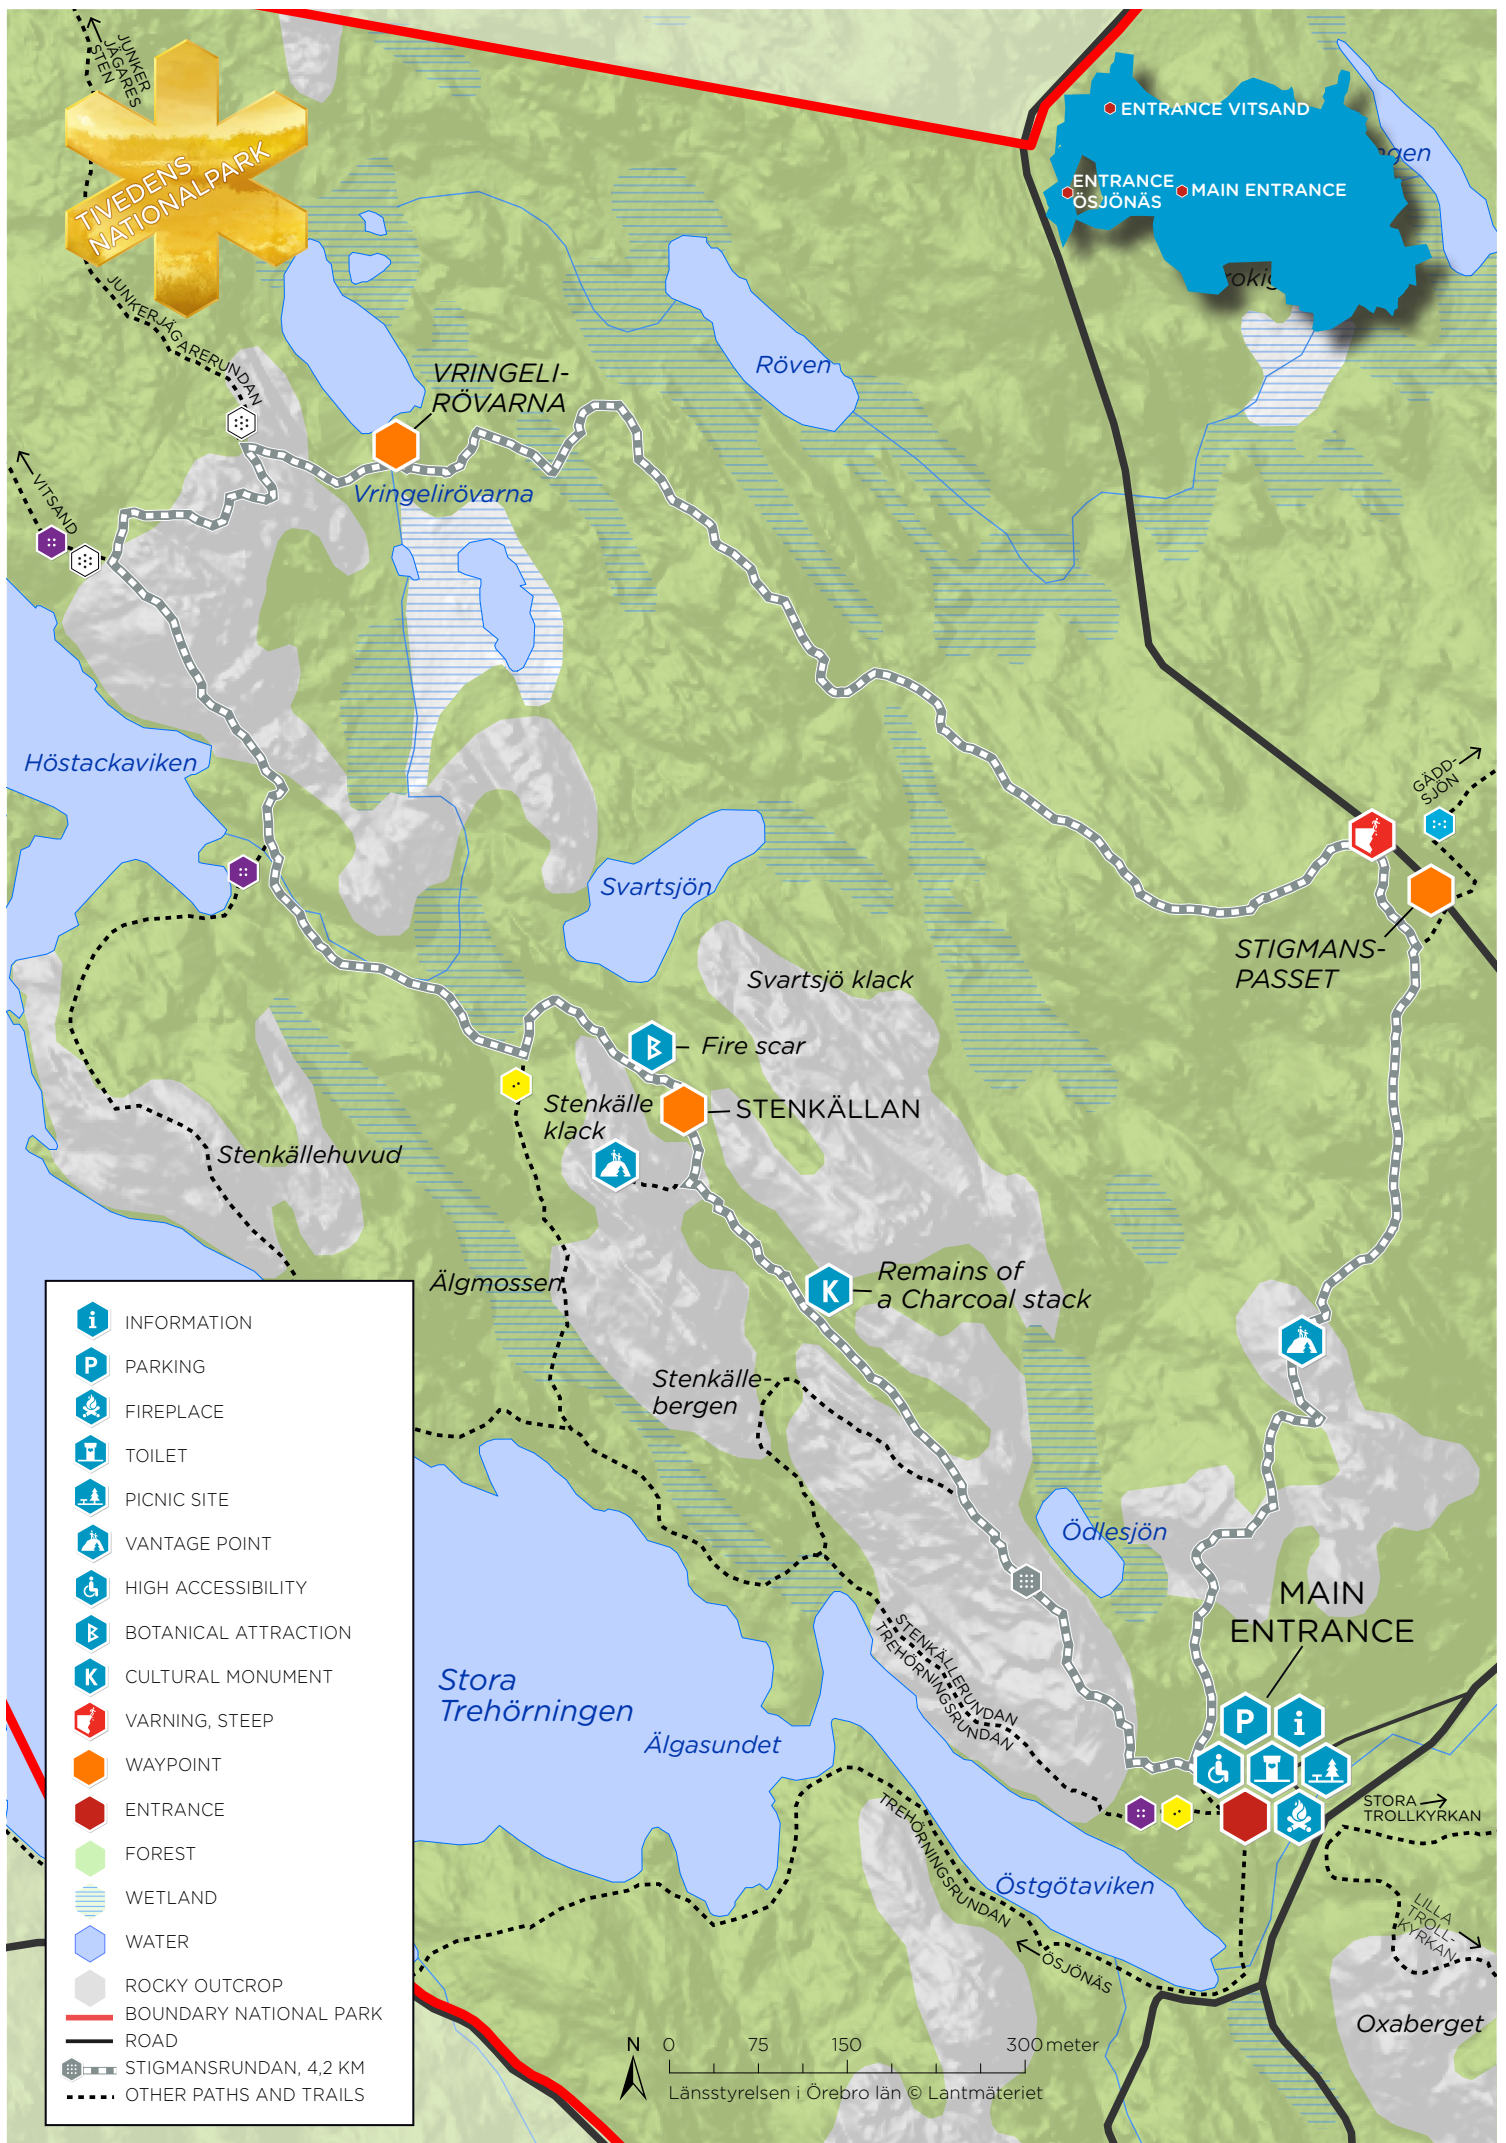 JUNKER
JÄGARES
STEN
TIVEDENS
NATIONALPARK
ENTRANCE VITSAND
ENTRANCE
ÖSJÖNÄS
MAIN ENTRANCE
JUNKERJÄGARERUNDAN
VRINGELI-
RÖVARNA
Röven
VITSAND
Vringelirövarna
Höstackaviken
GÄDD-
SJÖN
Svartsjön
STIGMANS-
PASSET
Svartsjö klack
Fire scar
Stenkälle
klack
STENKÄLLAN
Stenkällehuvud
Älgmossen
Remains of
a Charcoal stack
K
Stenkälle-
bergen
Ödlesjön
MAIN
ENTRANCE
STENKÄLLERUNDAN
TREHÖRNINGSRUNDAN
Stora
Trehörningen
Älgasundet
P
i
STORA
TROLLKYRKAN
TREHÖRNINGSRUNDAN
Östgötaviken
LILLA
TROLL-
KYRKAN
ÖSJÖNÄS
Oxaberget
i INFORMATION
P PARKING
FIREPLACE
TOILET
PICNIC SITE
VANTAGE POINT
HIGH ACCESSIBILITY
BOTANICAL ATTRACTION
K CULTURAL MONUMENT
VARNING, STEEP
WAYPOINT
ENTRANCE
FOREST
WETLAND
WATER
ROCKY OUTCROP
BOUNDARY NATIONAL PARK
ROAD
STIGMANSRUNDAN, 4,2 KM
OTHER PATHS AND TRAILS
N 0 75 150 300 meter
Länsstyrelsen i Örebro län © Lantmäteriet